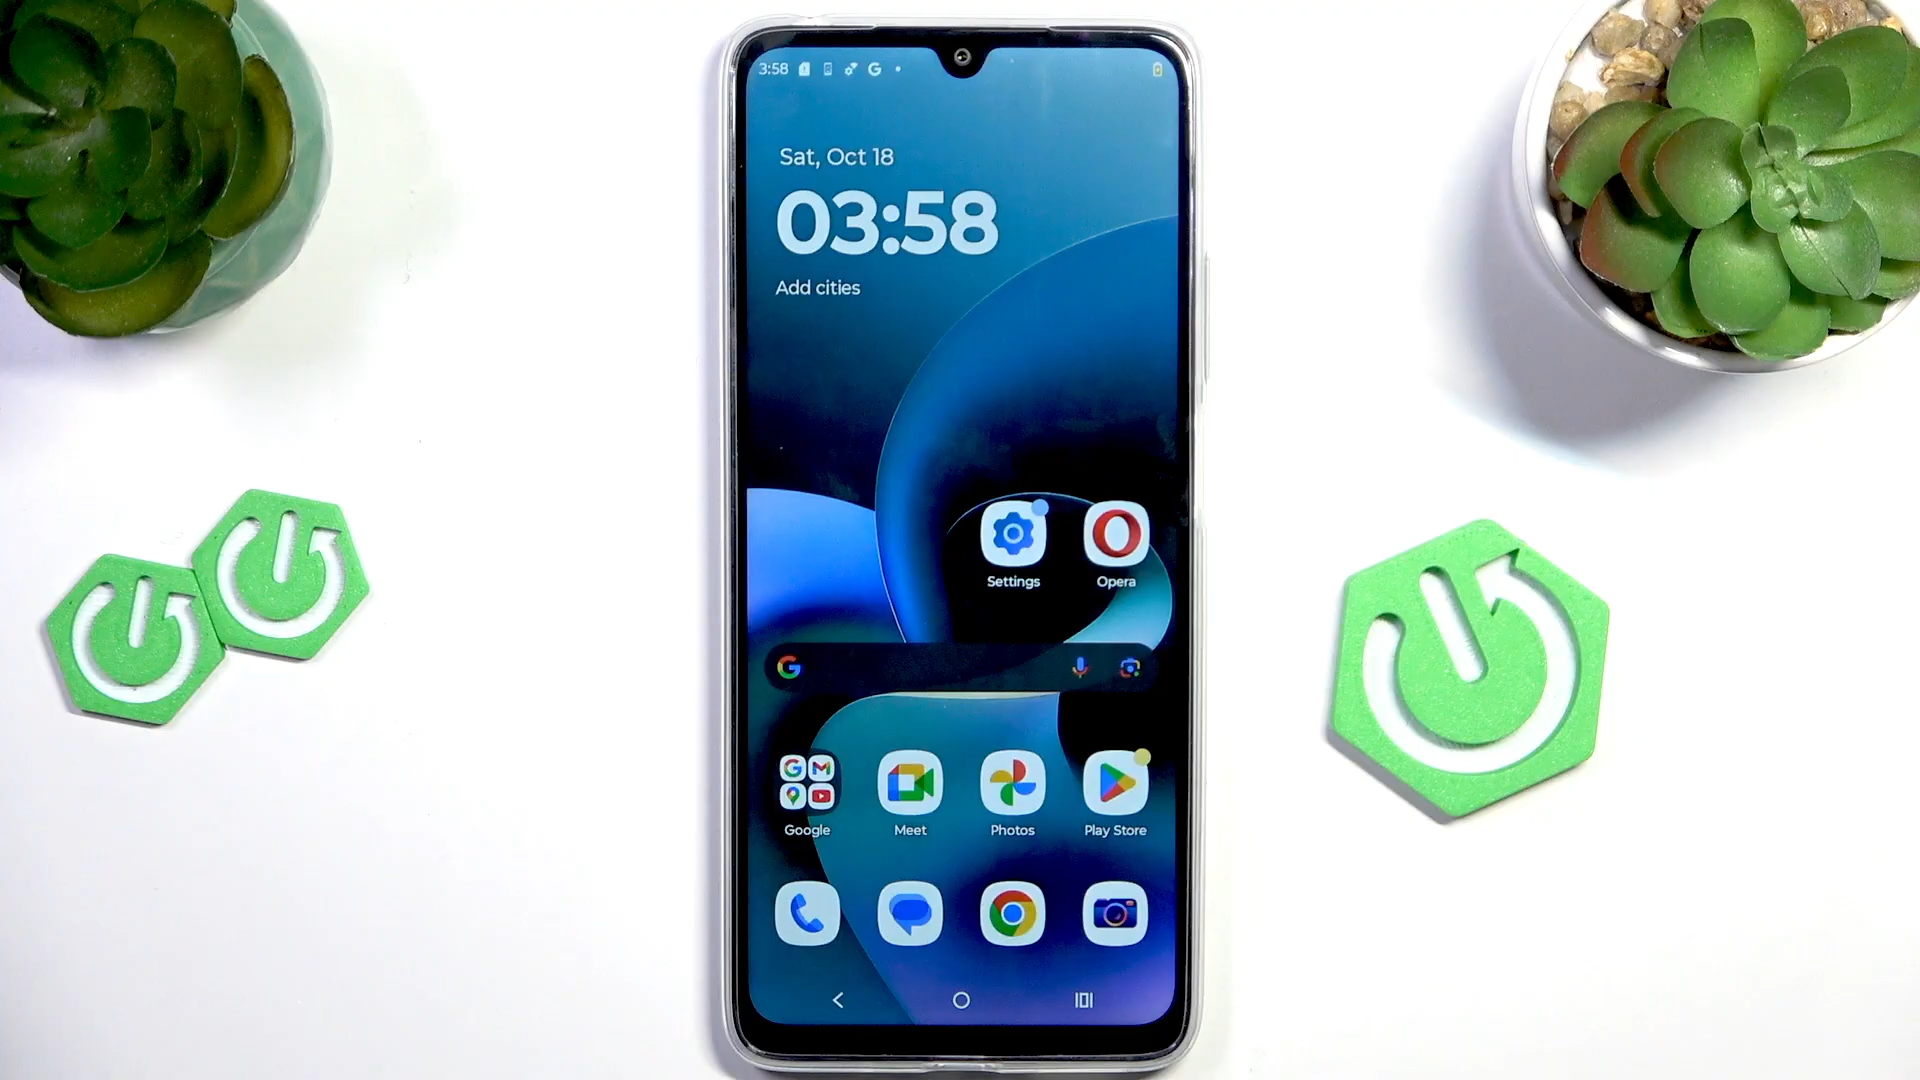 3:58
Sat, Oct 18
03:58
Add cities
Settings Opera
Google Meet Photos Play Store